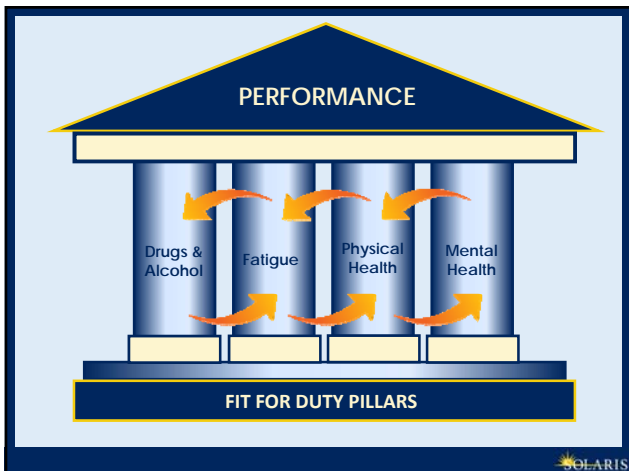 PERFORMANCE
Drugs &
Alcohol
Fatigue
Physical
Health
Mental
Health
FIT FOR DUTY PILLARS
SOLARIS